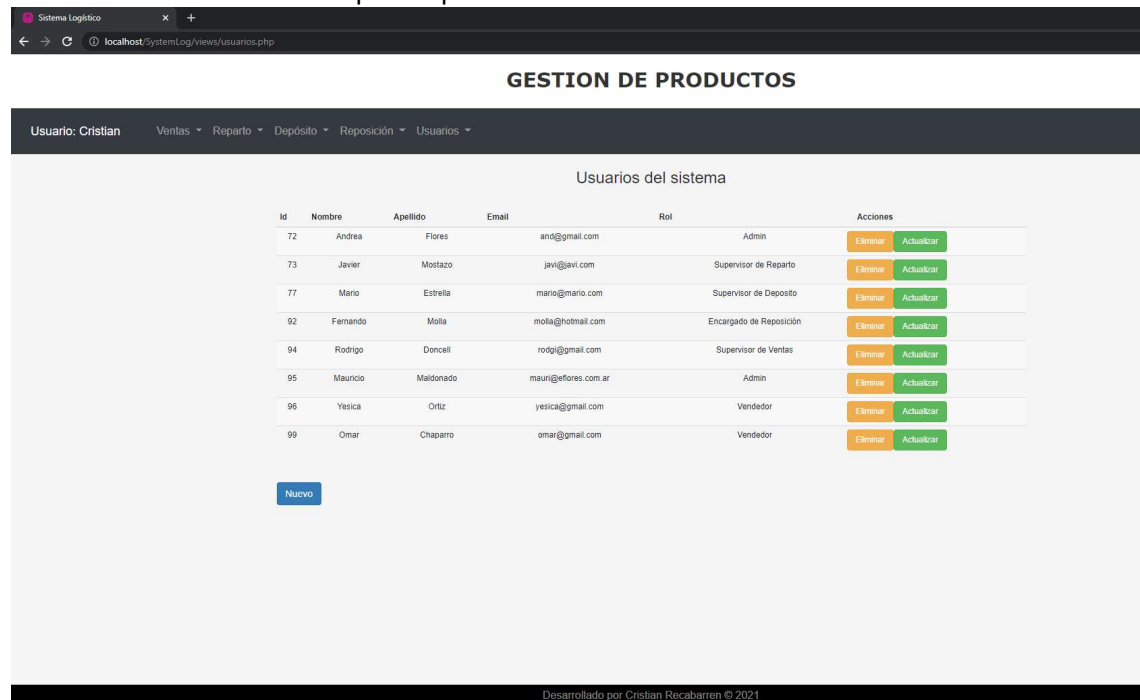 Sistema Logístico
localhost/SystemLog/views/usuarios.php
GESTION DE PRODUCTOS
Usuario: Cristian Ventas Reparto Depósito Reposición Usuarios
Usuarios del sistema
Id Nombre Apellido Email Rol Acciones
72 Andrea Flores and@gmail.com Admin Eliminar Actualizar
73 Javier Mostazo javi@javi.com Supervisor de Reparto Eliminar Actualizar
77 Mario Estrella mario@mario.com Supervisor de Deposito Eliminar Actualizar
92 Fernando Molla molla@hotmail.com Encargado de Reposición Eliminar Actualizar
94 Rodrigo Doncell rodgi@gmail.com Supervisor de Ventas Eliminar Actualizar
95 Mauricio Maldonado mauri@eflores.com.ar Admin Eliminar Actualizar
96 Yesica Ortiz yesica@gmail.com Vendedor Eliminar Actualizar
99 Omar Chaparro omar@gmail.com Vendedor Eliminar Actualizar
Nuevo
Desarrollado por Cristian Recabarren © 2021